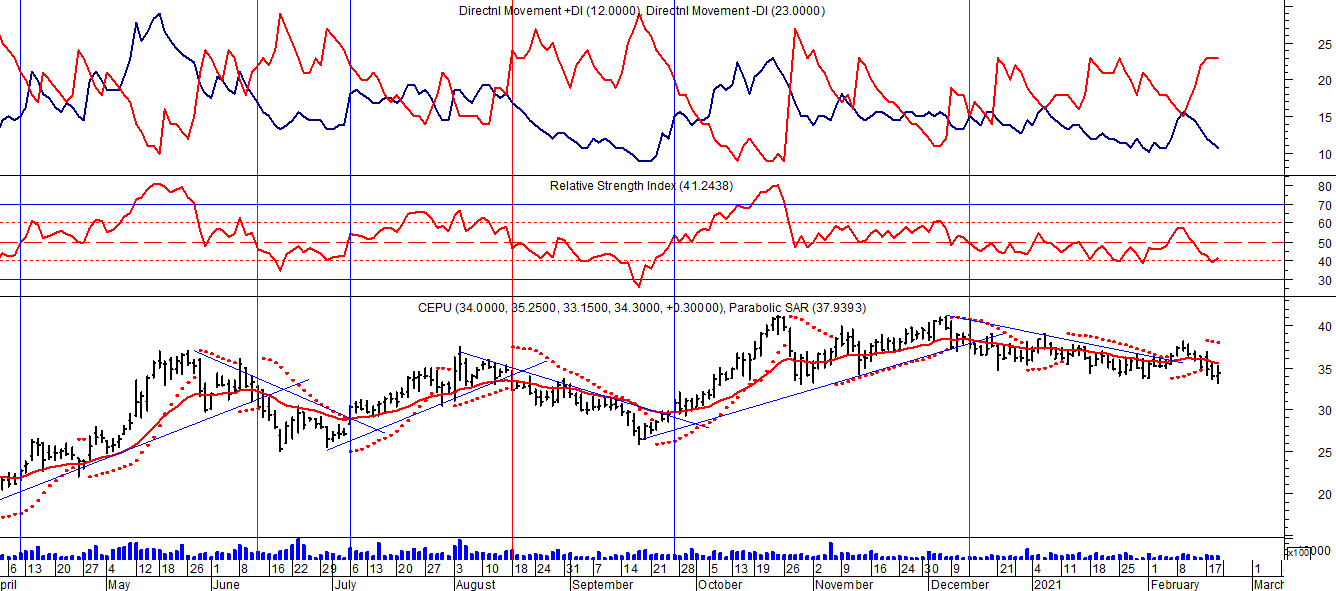 Directnl Movement +DI (12.0000), Directnl Movement -DI (23.0000)
25
20
15
10
Relative Strength Index (41.2438)
80
70
60
50
40
30
CEPU (34.0000, 35.2500, 33.1500, 34.3000, +0.30000), Parabolic SAR (37.9393)
40
35
30
25
20
x100
6 13 20 27 4 12 18 26 1 8 16 22 29 6 13 20 27 3 10 18 24 31 7 14 21 28 5 13 19 26 2 9 16 24 30 9 21 4 11 18 25 1 8 17 1
pril May June July August September October November December 2021 February March